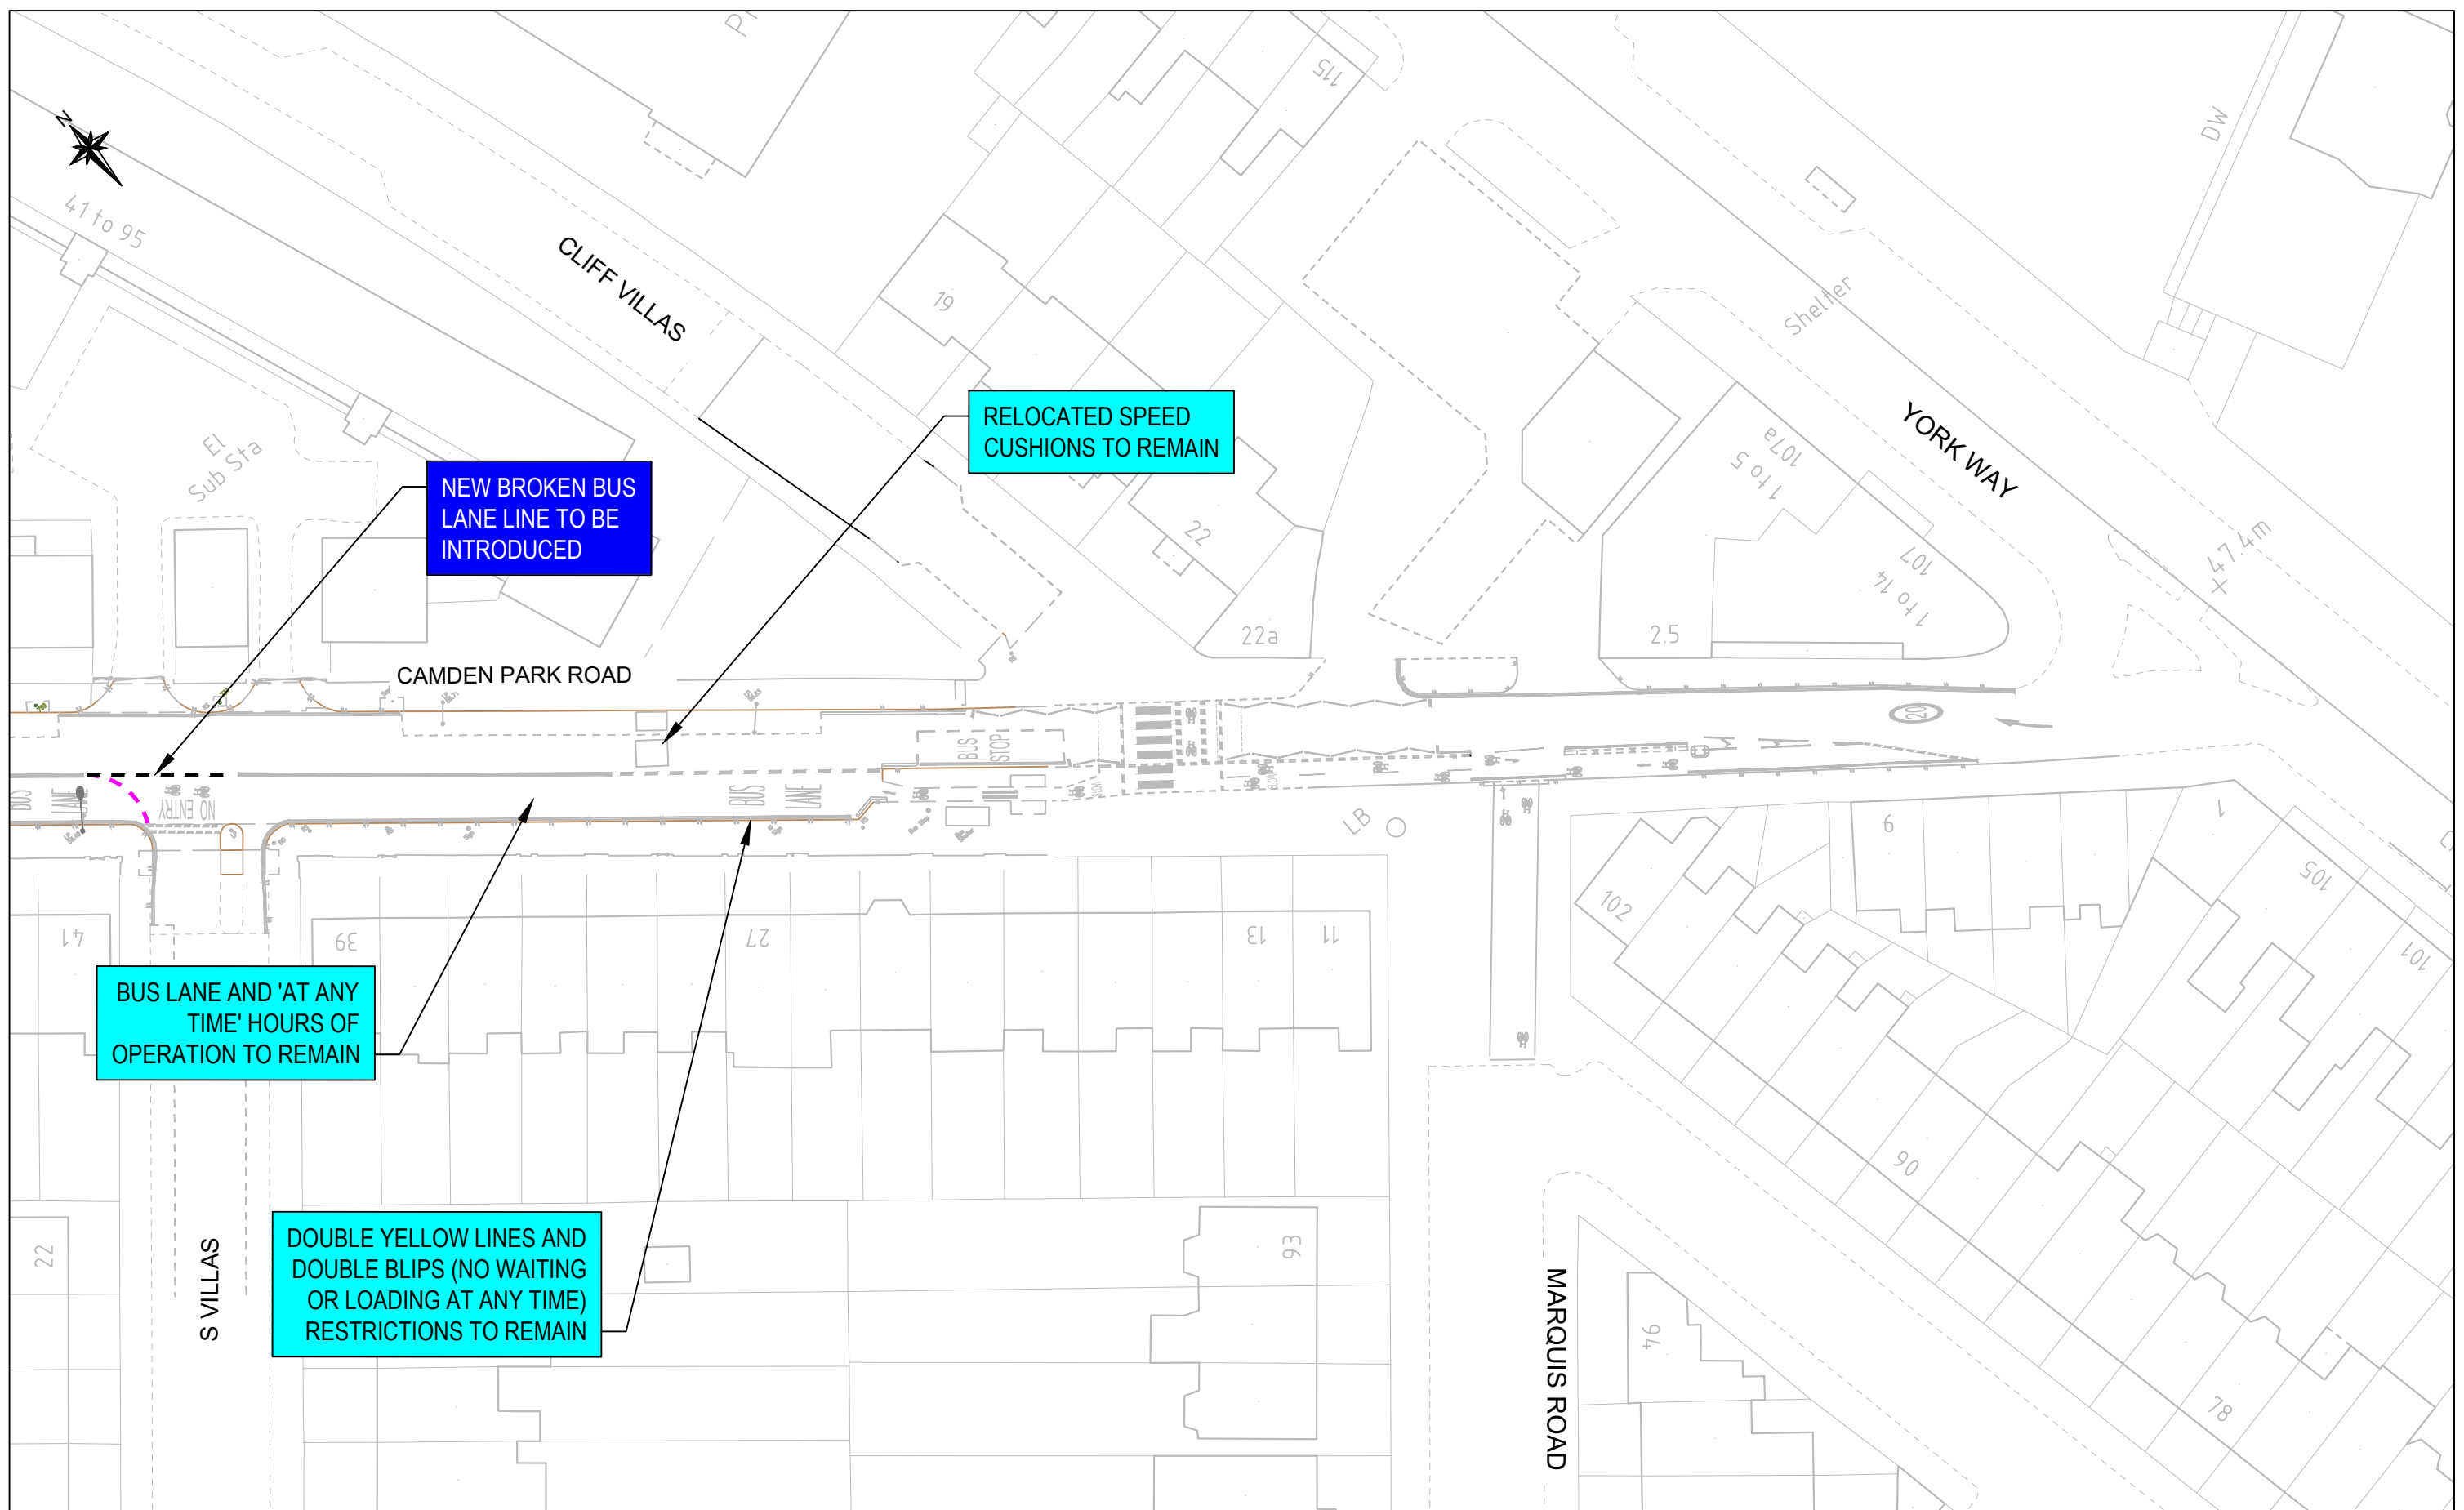 115
DW
N
41 to 95
CLIFF VILLAS
19
Shelter
RELOCATED SPEED
CUSHIONS TO REMAIN
YORK WAY
107a
1 to 5
El
Sub Sta
NEW BROKEN BUS
LANE LINE TO BE
INTRODUCED
22
47.4m
107
1 to 14
22a
2.5
CAMDEN PARK ROAD
20
BUS
STOP
BUS
LANE
NO ENTRY
BUS
LANE
LB
9
1
105
102
101
41
39
27
13
11
BUS LANE AND 'AT ANY
TIME' HOURS OF
OPERATION TO REMAIN
90
22
S VILLAS
DOUBLE YELLOW LINES AND
DOUBLE BLIPS (NO WAITING
OR LOADING AT ANY TIME)
RESTRICTIONS TO REMAIN
93
MARQUIS ROAD
94
78